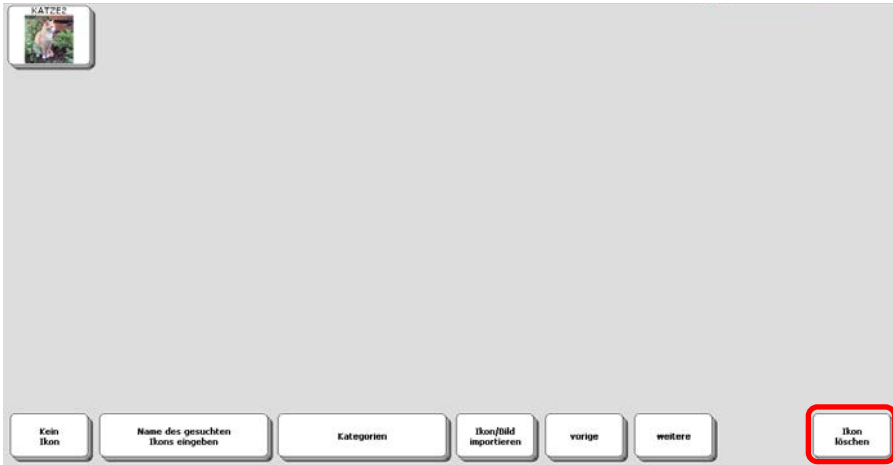 KATZE2
Kein
Ikon
Name des gesuchten
Ikons eingeben
Kategorien
Ikon/Bild
importieren
vorige
weitere
Ikon
löschen